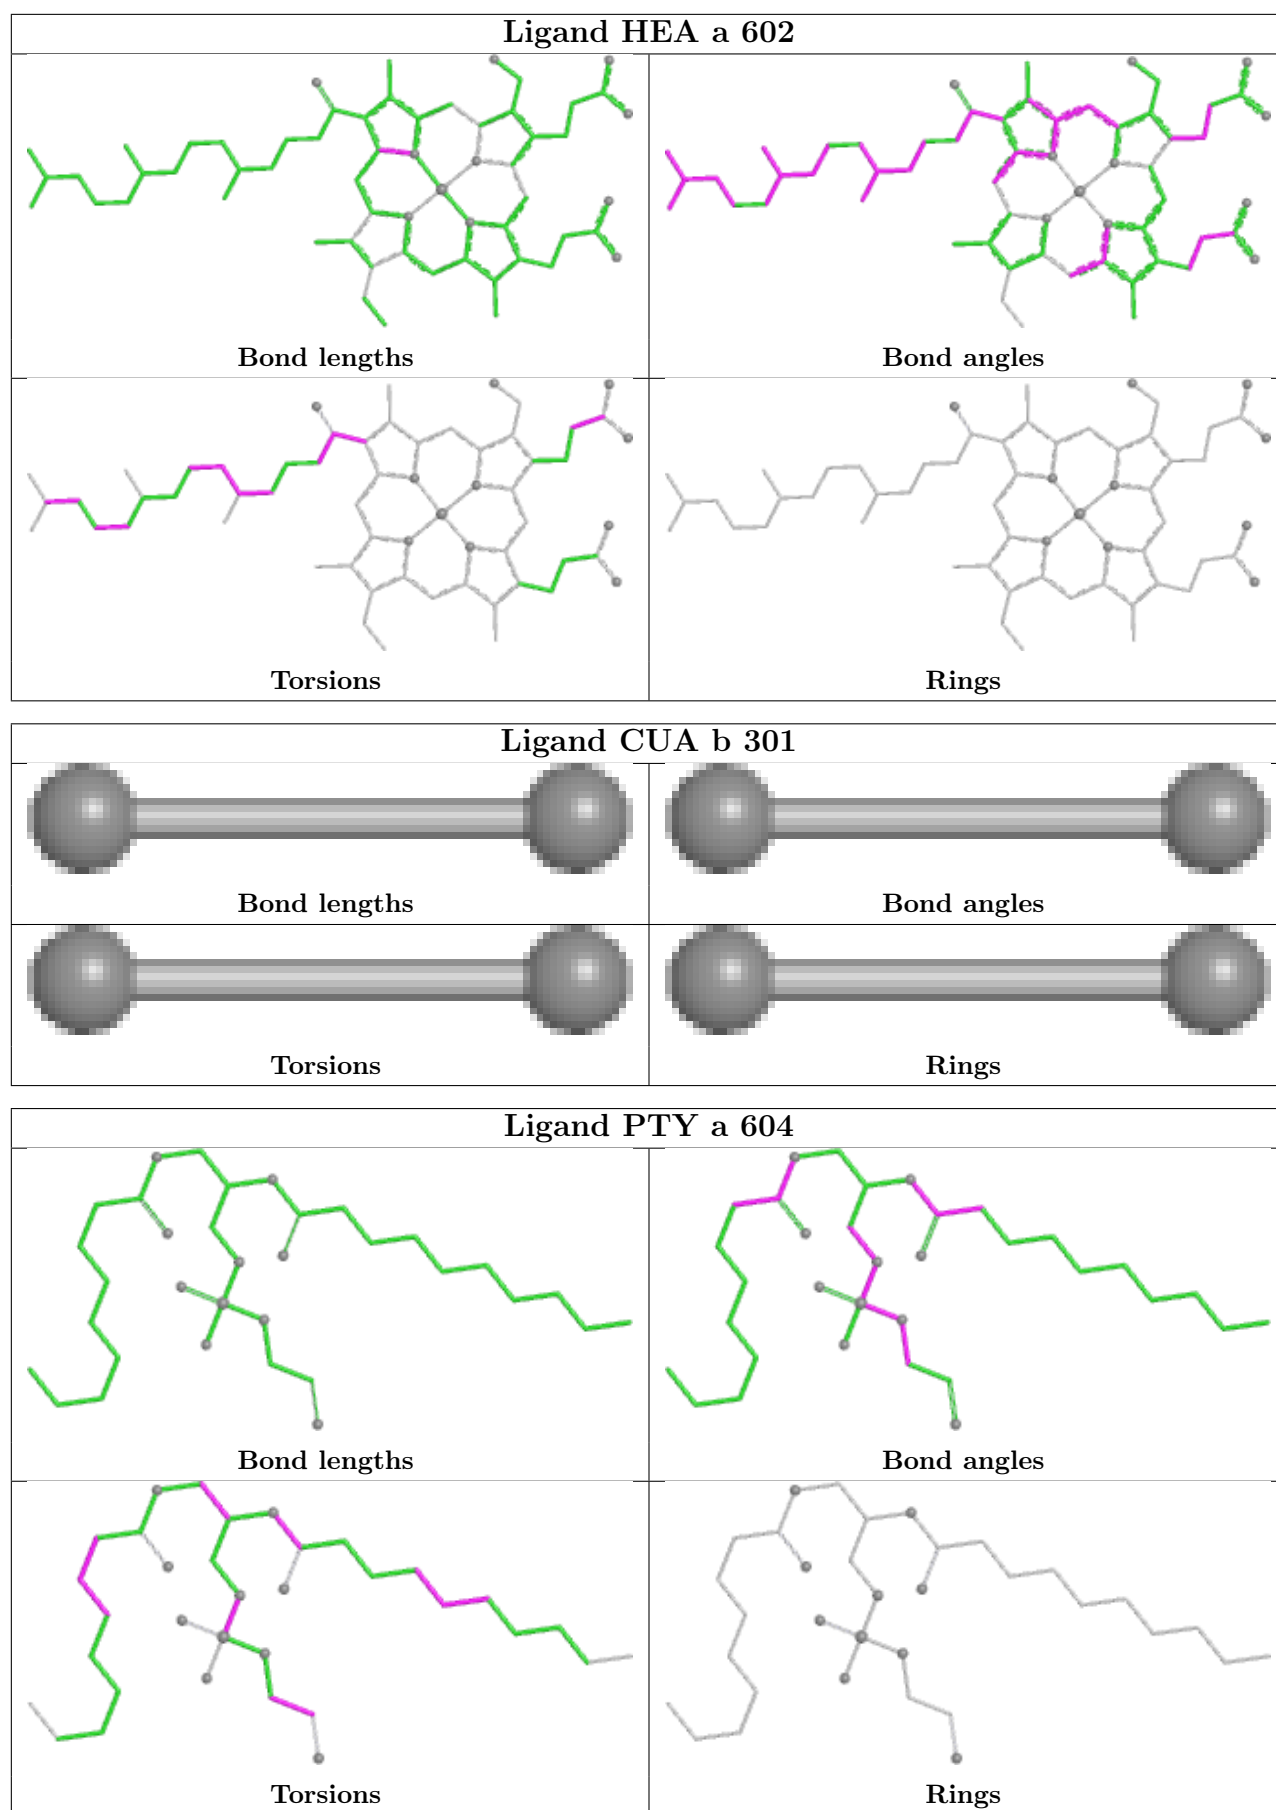 Ligand HEA a 602
Bond lengths
Bond angles
Torsions
Rings
Ligand CUA b 301
Bond lengths
Bond angles
Torsions
Rings
Ligand PTY a 604
Bond lengths
Bond angles
Torsions
Rings